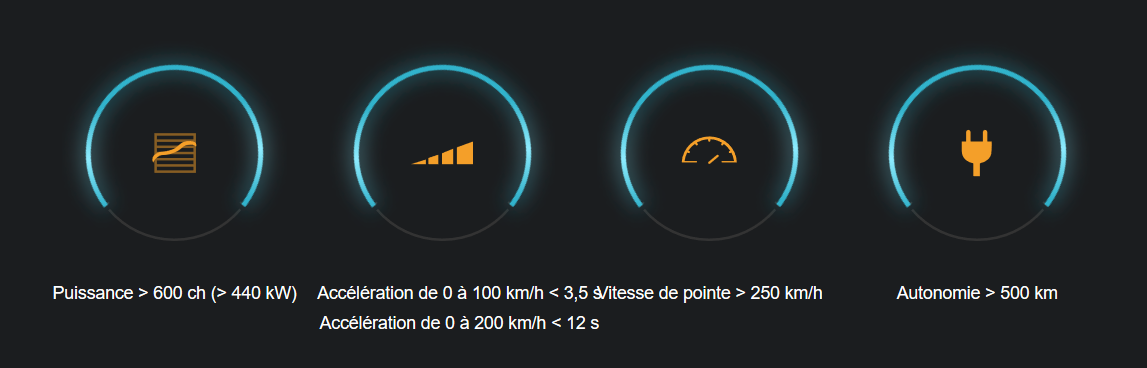 Puissance > 600 ch (> 440 kW)
Accélération de 0 à 100 km/h < 3,5 s
Accélération de 0 à 200 km/h < 12 s
Vitesse de pointe > 250 km/h
Autonomie > 500 km